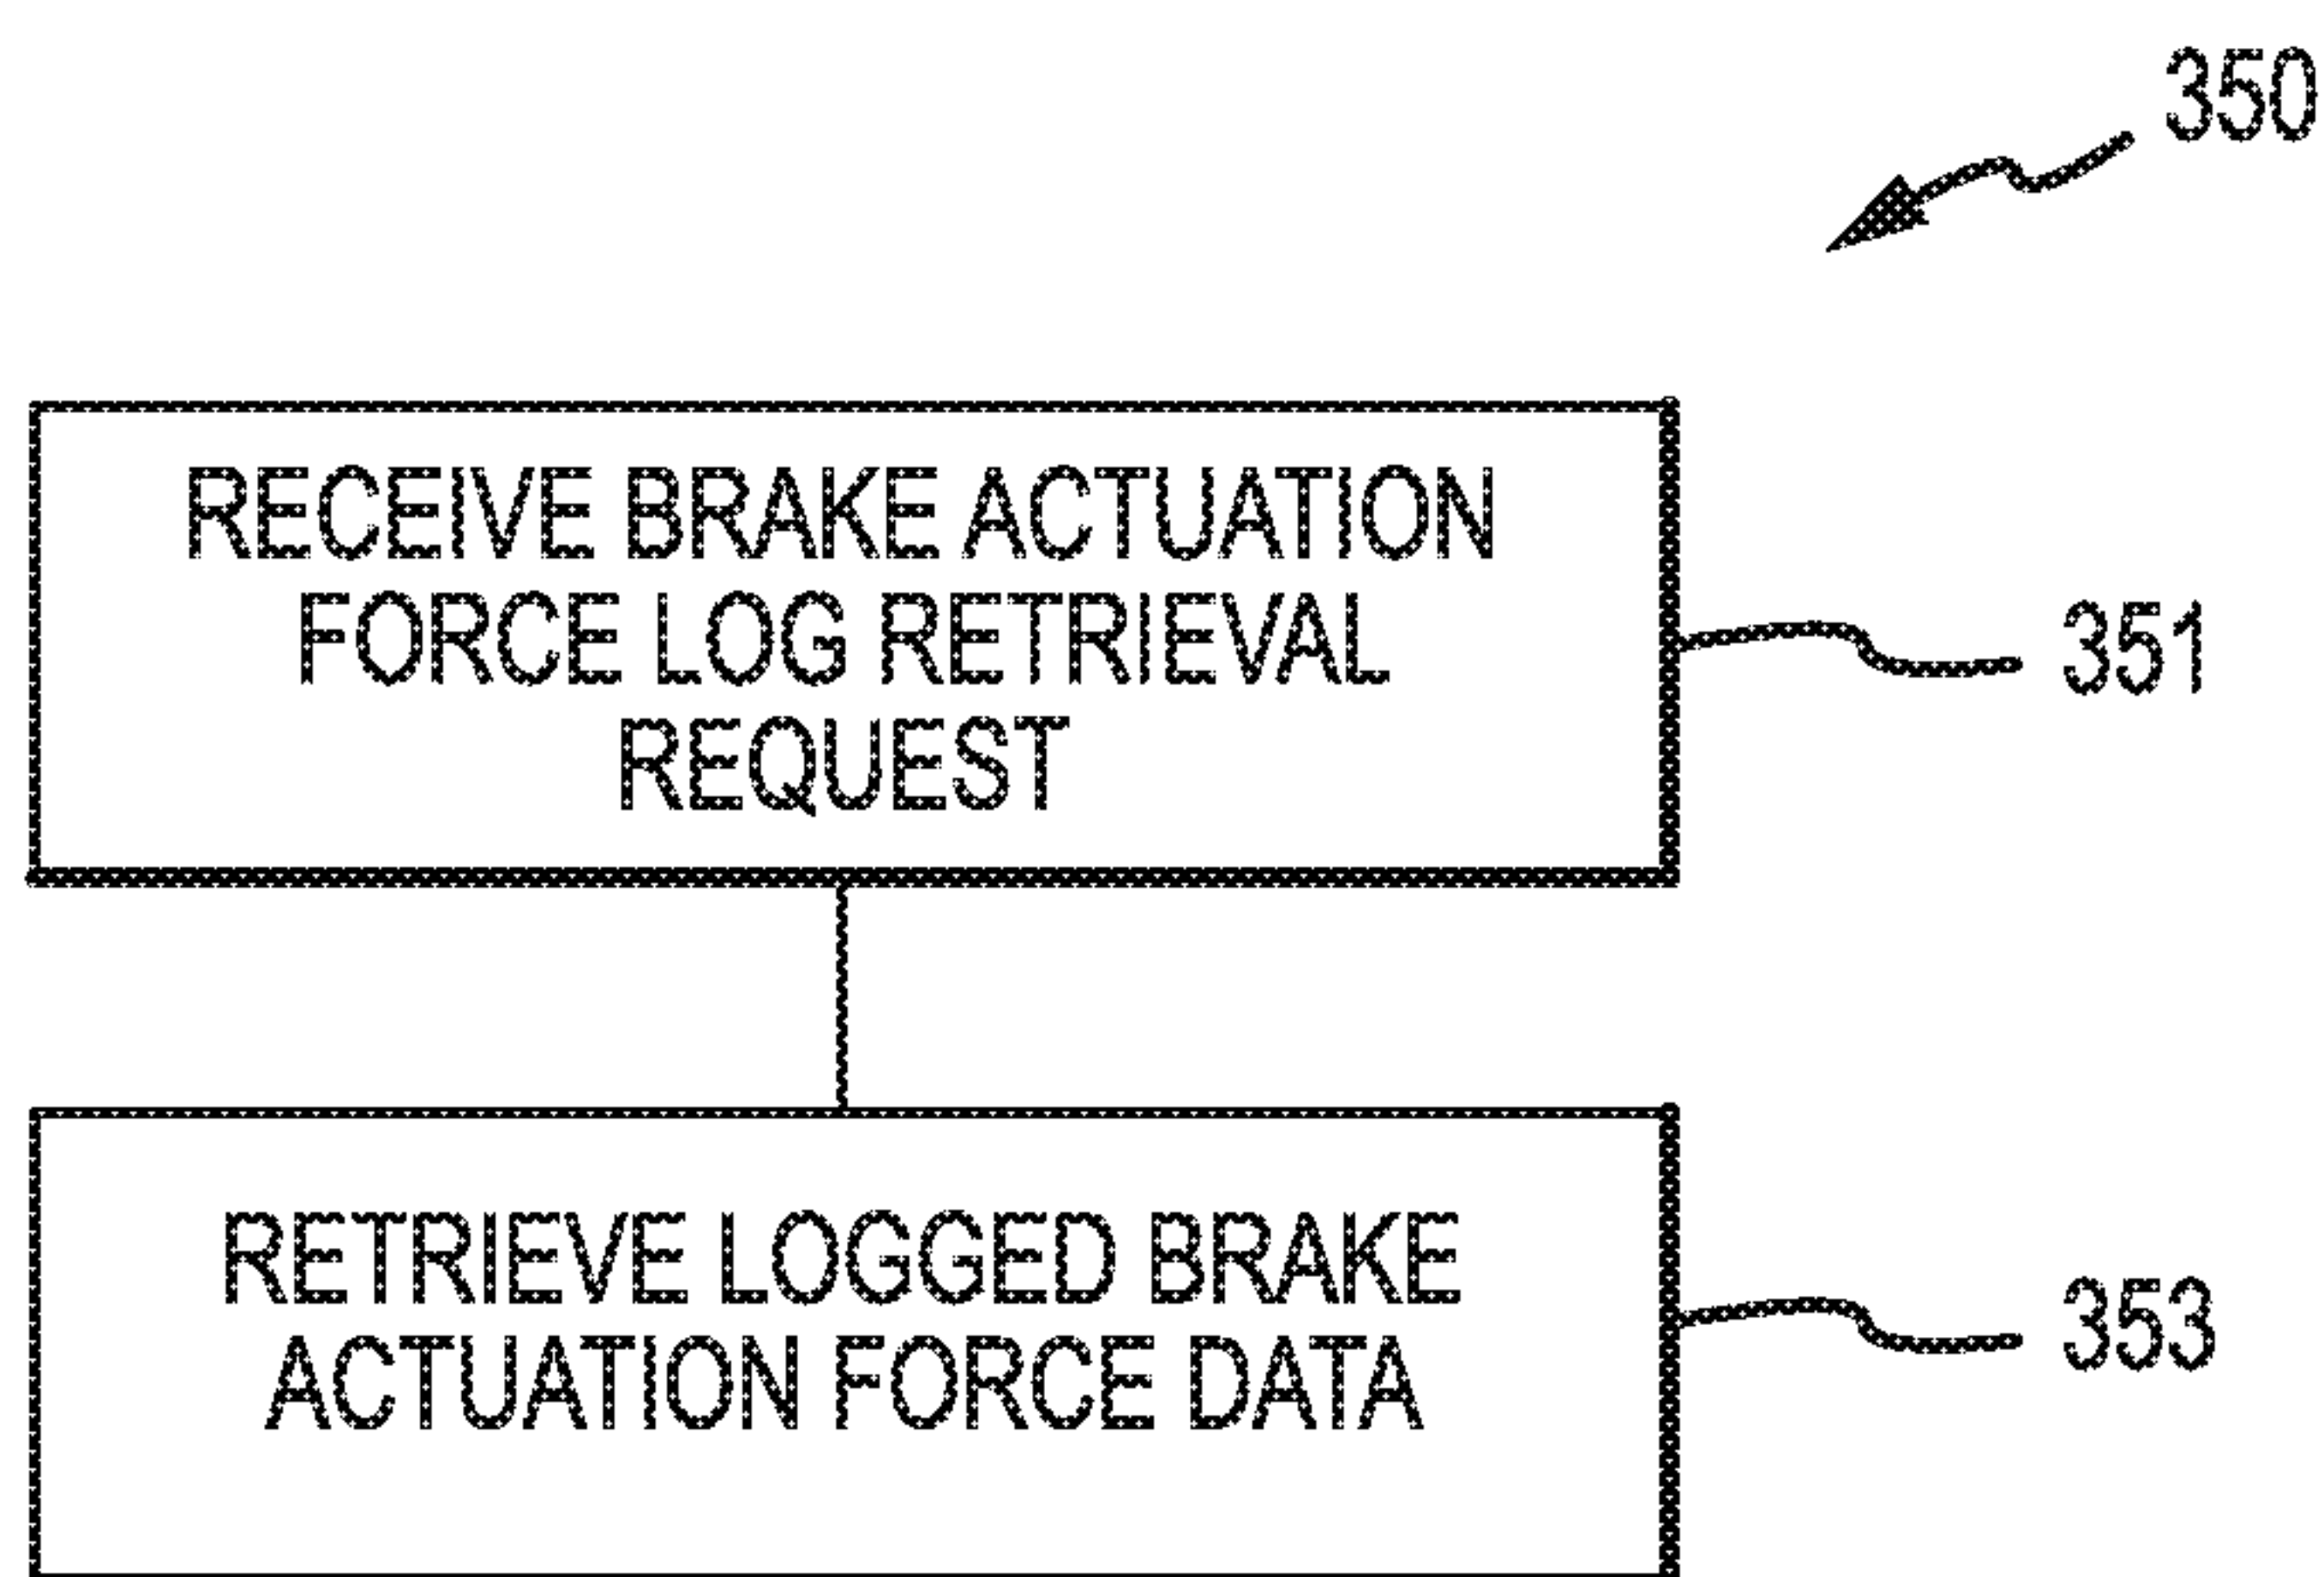 350
RECEIVE BRAKE ACTUATION
FORCE LOG RETRIEVAL
REQUEST
351
RETRIEVE LOGGED BRAKE
ACTUATION FORCE DATA
353